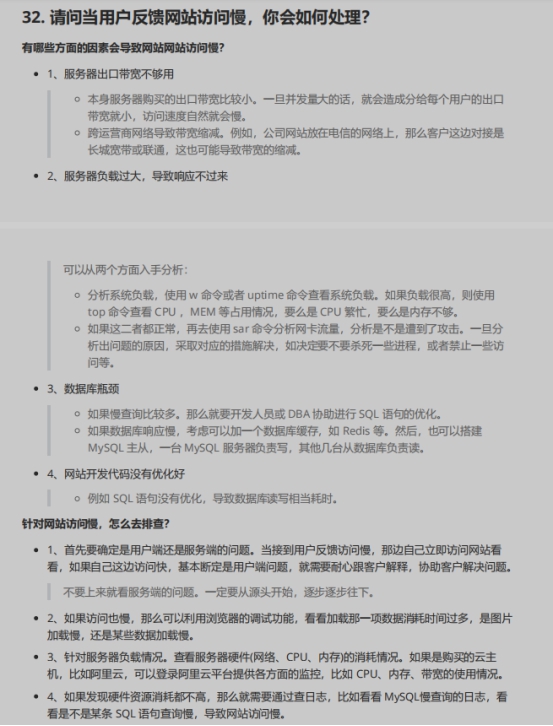 32. 请问当用户反馈网站访问慢，你会如何处理？
有哪些方面的因素会导致网站网站访问慢？
1、服务器出口带宽不够用
本身服务器购买的出口带宽比较小。一旦并发量大的话，就会造成分给每个用户的出口
带宽就小，访问速度自然就会慢。
跨运营商网络导致带宽缩减。例如，公司网站放在电信的网络上，那么客户这边对接是
长城宽带或联通，这也可能导致带宽的缩减。
2、服务器负载过大，导致响应不过来
可以从两个方面入手分析：
分析系统负载，使用 w 命令或者 uptime 命令查看系统负载。如果负载很高，则使用
top 命令查看 CPU ，MEM 等占用情况，要么是 CPU 繁忙，要么是内存不够。
如果这二者都正常，再去使用 sar 命令分析网卡流量，分析是不是遭到了攻击。一旦分
析出问题的原因，采取对应的措施解决，如决定要不要杀死一些进程，或者禁止一些访
问等。
3、数据库瓶颈
如果慢查询比较多。那么就要开发人员或 DBA 协助进行 SQL 语句的优化。
如果数据库响应慢，考虑可以加一个数据库缓存，如 Redis 等。然后，也可以搭建
MySQL 主从，一台 MySQL 服务器负责写，其他几台从数据库负责读。
4、网站开发代码没有优化好
例如 SQL 语句没有优化，导致数据库读写相当耗时。
针对网站访问慢，怎么去排查？
1、首先要确定是用户端还是服务端的问题。当接到用户反馈访问慢，那边自己立即访问网站看
看，如果自己这边访问快，基本断定是用户端问题，就需要耐心跟客户解释，协助客户解决问题。
不要上来就看服务端的问题。一定要从源头开始，逐步逐步往下。
2、如果访问也慢，那么可以利用浏览器的调试功能，看看加载那一项数据消耗时间过多，是图片
加载慢，还是某些数据加载慢。
3、针对服务器负载情况。查看服务器硬件(网络、CPU、内存)的消耗情况。如果是购买的云主
机，比如阿里云，可以登录阿里云平台提供各方面的监控，比如 CPU、内存、带宽的使用情况。
4、如果发现硬件资源消耗都不高，那么就需要通过查日志，比如看看 MySQL慢查询的日志，看
看是不是某条 SQL 语句查询慢，导致网站访问慢。